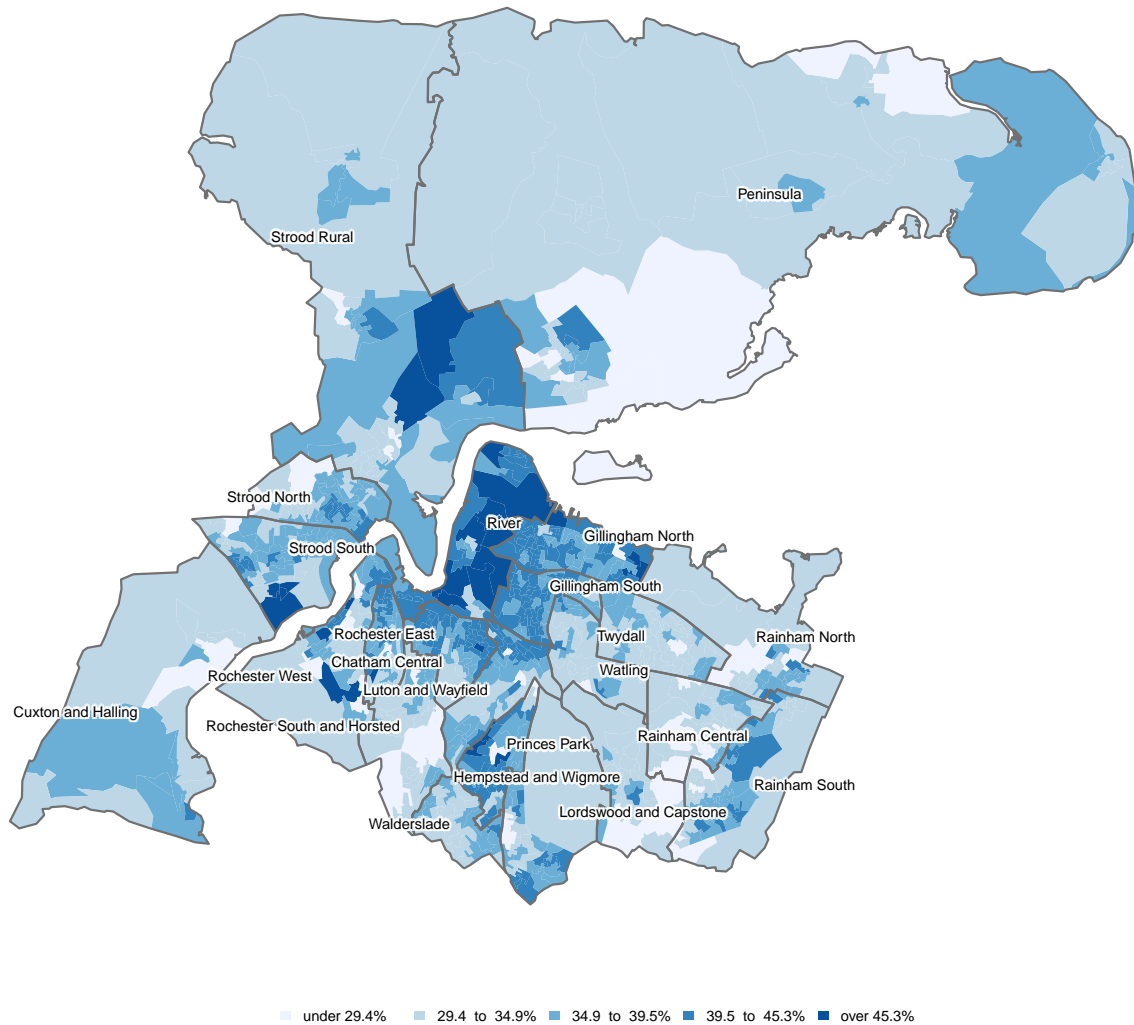 Peninsula
Strood Rural
Strood North
River
Gillingham North
Strood South
Gillingham South
Rochester East
Twydall
Rainham North
Chatham Central
Watling
Rochester West
Luton and Wayfield
Cuxton and Halling
Rochester South and Horsted
Princes Park
Rainham Central
Hempstead and Wigmore
Rainham South
Lordswood and Capstone
Walderslade
under 29.4% 29.4 to 34.9% 34.9 to 39.5% 39.5 to 45.3% over 45.3%